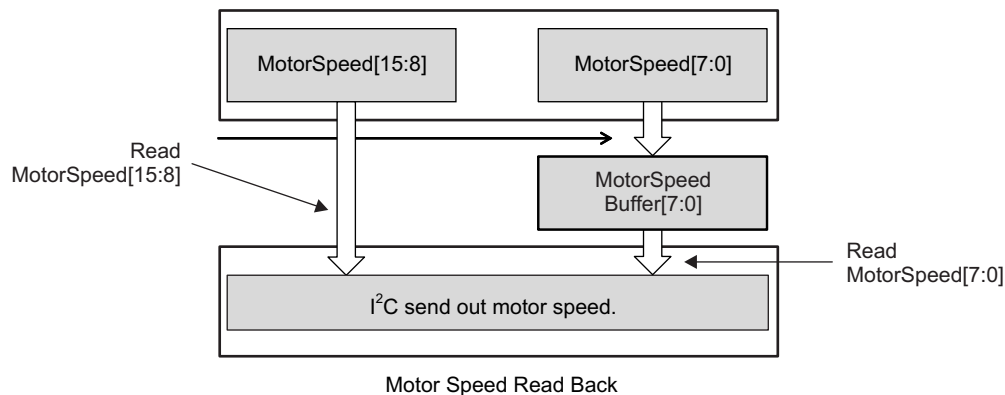 MotorSpeed[15:8]
MotorSpeed[7:0]
Read
MotorSpeed[15:8]
MotorSpeed
Buffer[7:0]
Read
MotorSpeed[7:0]
I²C send out motor speed.
Motor Speed Read Back